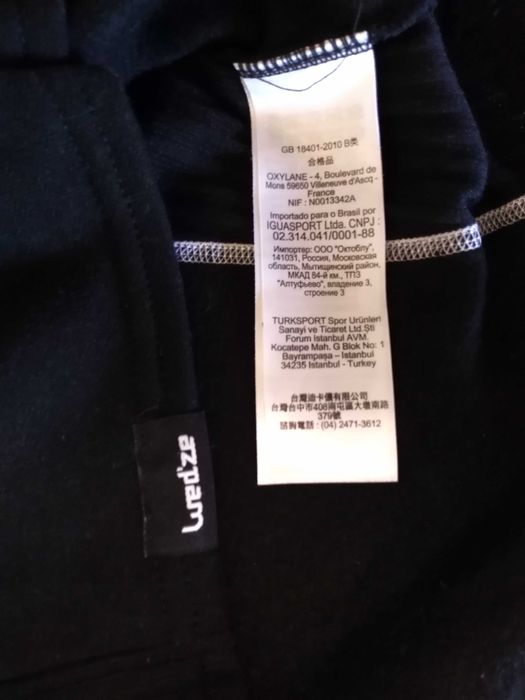 GB 18401-2010 B类
合格品
OXYLANE - 4, Boulevard de
Mons 59650 Villeneuve d'Ascq -
France
NIF : N0013342A
Importado para o Brasil por
IGUASPORT Ltda. CNPJ :
02.314.041/0001-88
Импортер: ООО "Октоблу",
141031, Россия, Московская
область, Мытищинский район,
МКАД 84-й км., ТПЗ
"Алтуфьево", владение 3,
строение 3
TURKSPORT Spor Urünleri
Sanayi ve Ticaret Ltd.Sti
Forum Istanbul AVM.
Kocatepe Mah. G Blok No: 1
Bayrampaşa – Istanbul
34235 Istanbul - Turkey
台灣迪卡儂有限公司
台灣台中市408南屯區大墩南路
379號
諮詢電話 : (04) 2471-3612
wed'ze